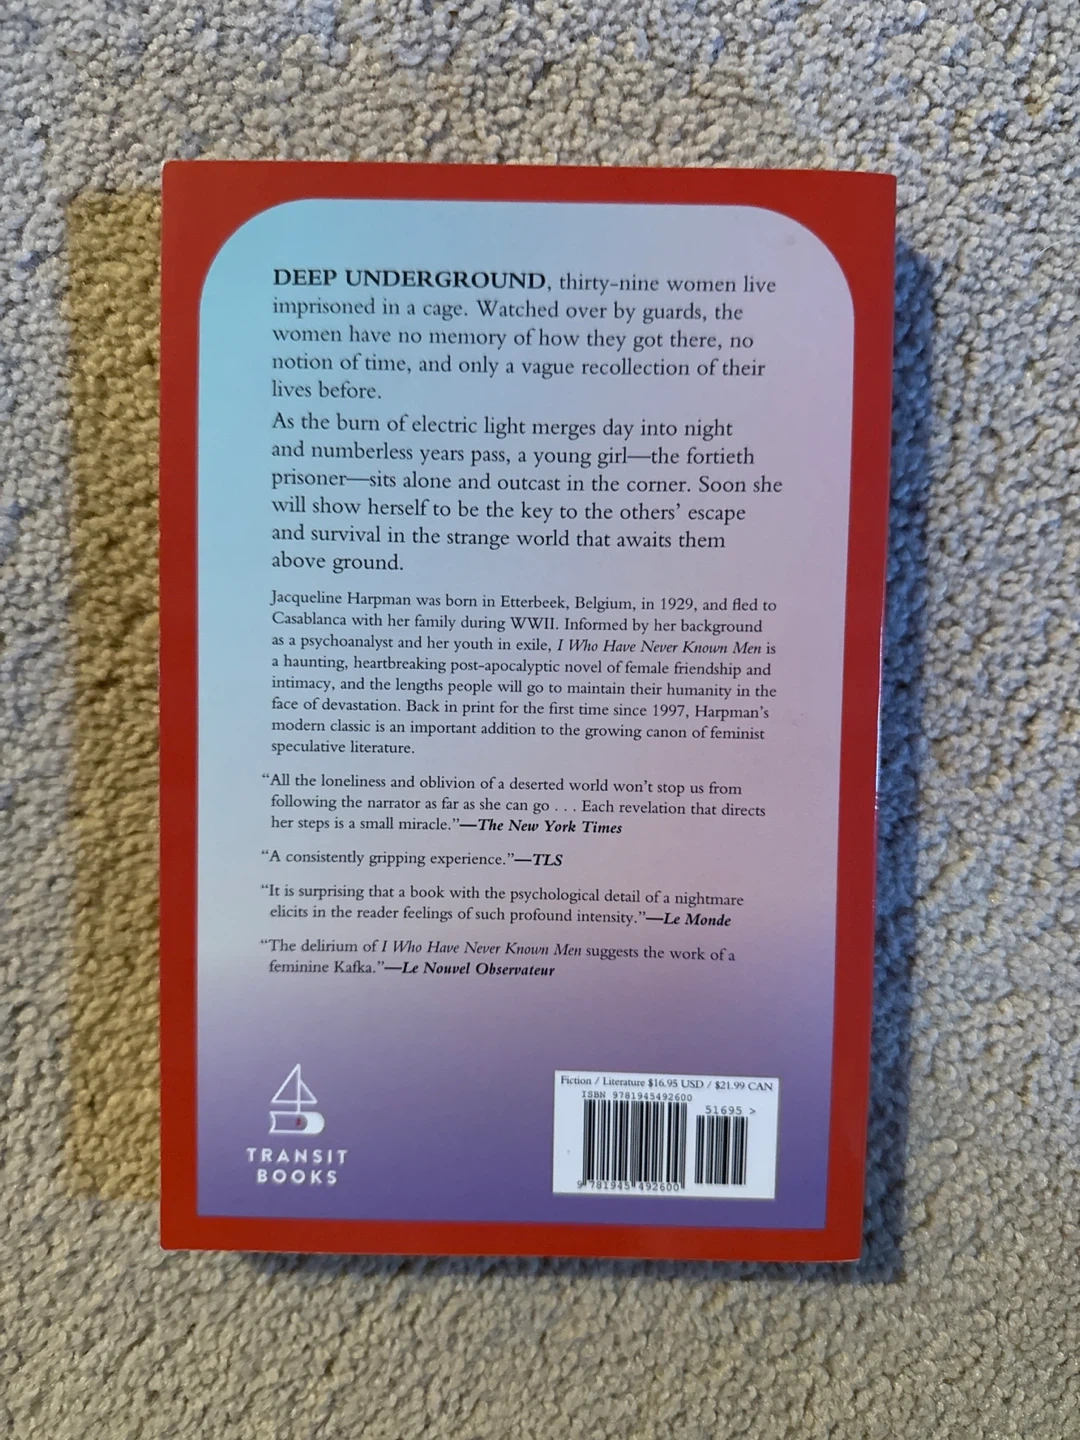 DEEP UNDERGROUND, thirty-nine women live
imprisoned in a cage. Watched over by guards, the
women have no memory of how they got there, no
notion of time, and only a vague recollection of their
lives before.
As the burn of electric light merges day into night
and numberless years pass, a young girl—the fortieth
prisoner—sits alone and outcast in the corner. Soon she
will show herself to be the key to the others’ escape
and survival in the strange world that awaits them
above ground.
Jacqueline Harpman was born in Etterbeek, Belgium, in 1929, and fled to
Casablanca with her family during WWII. Informed by her background
as a psychoanalyst and her youth in exile, I Who Have Never Known Men is
a haunting, heartbreaking post-apocalyptic novel of female friendship and
intimacy, and the lengths people will go to maintain their humanity in the
face of devastation. Back in print for the first time since 1997, Harpman’s
modern classic is an important addition to the growing canon of feminist
speculative literature.
“All the loneliness and oblivion of a deserted world won’t stop us from
following the narrator as far as she can go . . . Each revelation that directs
her steps is a small miracle.”—The New York Times
“A consistently gripping experience.”—TLS
“It is surprising that a book with the psychological detail of a nightmare
elicits in the reader feelings of such profound intensity.”—Le Monde
“The delirium of I Who Have Never Known Men suggests the work of a
feminine Kafka.”—Le Nouvel Observateur
TRANSIT
BOOKS
Fiction / Literature $16.95 USD / $21.99 CAN
ISBN 9781945492600
51695 >
9 781945 492600